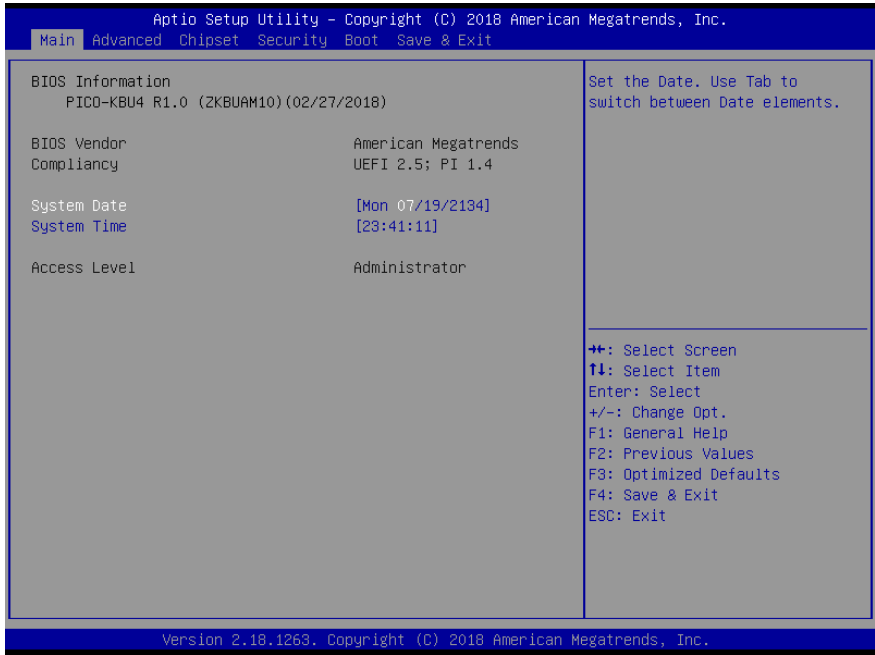 Aptio Setup Utility – Copyright (C) 2018 American Megatrends, Inc.
Main Advanced Chipset Security Boot Save & Exit
BIOS Information
PICO-KBU4 R1.0 (ZKBUAM10)(02/27/2018)
BIOS Vendor American Megatrends
Compliancy UEFI 2.5; PI 1.4
System Date [Mon 07/19/2134]
System Time [23:41:11]
Access Level Administrator
Set the Date. Use Tab to
switch between Date elements.
→←: Select Screen
↑↓: Select Item
Enter: Select
+/-: Change Opt.
F1: General Help
F2: Previous Values
F3: Optimized Defaults
F4: Save & Exit
ESC: Exit
Version 2.18.1263. Copyright (C) 2018 American Megatrends, Inc.